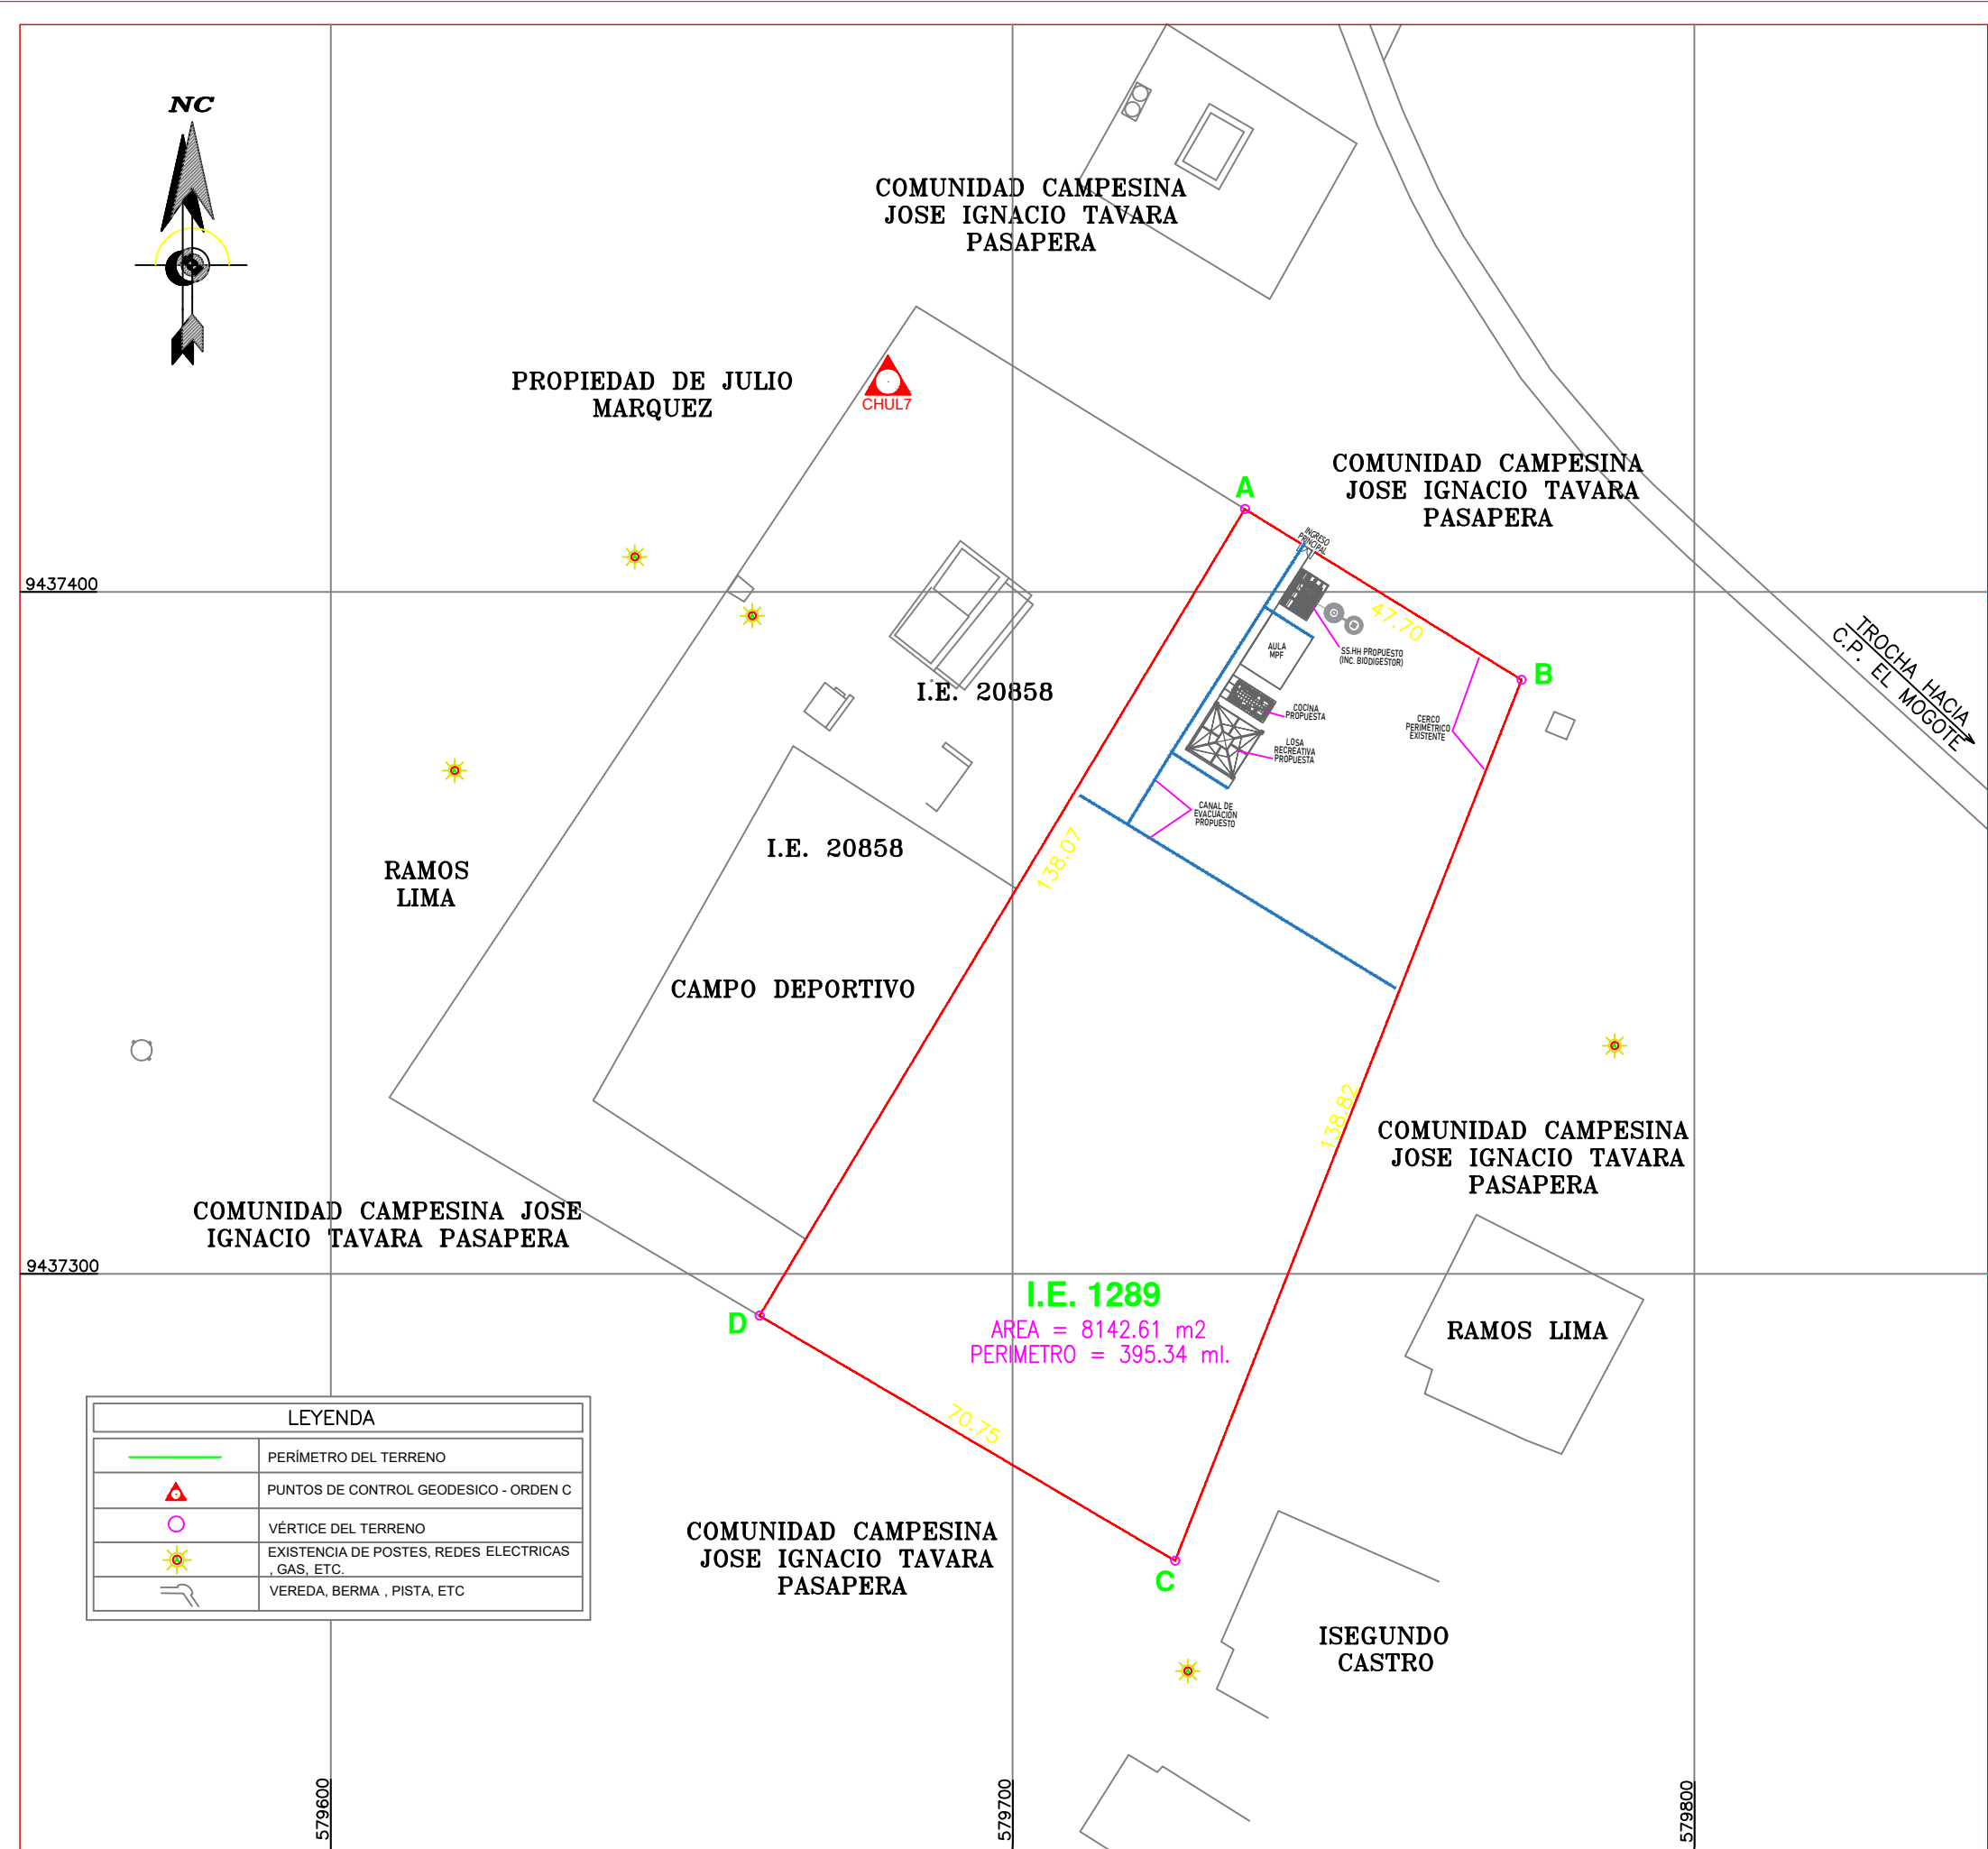 NC
COMUNIDAD CAMPESINA
JOSE IGNACIO TAVARA
PASAPERA
PROPIEDAD DE JULIO
MARQUEZ
CHUL7
COMUNIDAD CAMPESINA
JOSE IGNACIO TAVARA
PASAPERA
A
INGRESO
PRINCIPAL
9437400
47.70
SS.HH PROPUESTO
(INC. BIODIGESTOR)
AULA
MPF
B
TROCHA HACIA
C.P. EL MOGOTE
I.E. 20858
COCINA
PROPUESTA
CERCO
PERIMETRICO
EXISTENTE
LOSA
RECREATIVA
PROPUESTA
CANAL DE
EVACUACION
PROPUESTO
I.E. 20858
138.07
RAMOS
LIMA
CAMPO DEPORTIVO
138.82
COMUNIDAD CAMPESINA
JOSE IGNACIO TAVARA
PASAPERA
COMUNIDAD CAMPESINA JOSE
IGNACIO TAVARA PASAPERA
9437300
D
I.E. 1289
AREA = 8142.61 m2
PERIMETRO = 395.34 ml.
RAMOS LIMA
70.75
LEYENDA
PERÍMETRO DEL TERRENO
PUNTOS DE CONTROL GEODESICO - ORDEN C
VÉRTICE DEL TERRENO
EXISTENCIA DE POSTES, REDES ELECTRICAS
, GAS, ETC.
VEREDA, BERMA , PISTA, ETC
COMUNIDAD CAMPESINA
JOSE IGNACIO TAVARA
PASAPERA
C
ISEGUNDO
CASTRO
579600
579700
579800